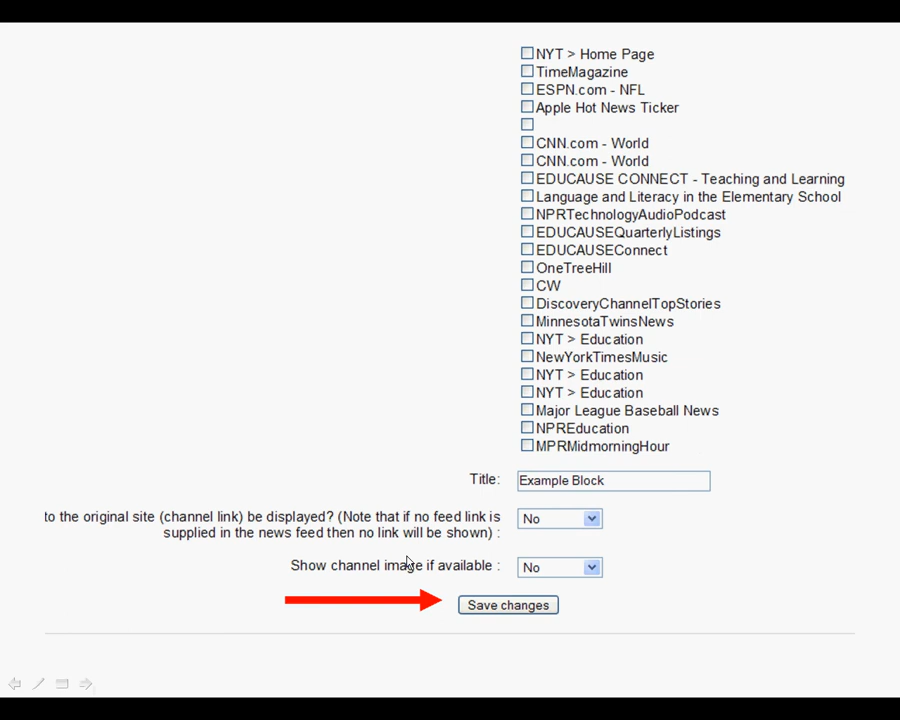 NYT > Home Page
TimeMagazine
ESPN.com - NFL
Apple Hot News Ticker
CNN.com - World
CNN.com - World
EDUCAUSE CONNECT - Teaching and Learning
Language and Literacy in the Elementary School
NPRTechnologyAudioPodcast
EDUCAUSEQuarterlyListings
EDUCAUSEConnect
OneTreeHill
CW
DiscoveryChannelTopStories
MinnesotaTwinsNews
NYT > Education
NewYorkTimesMusic
NYT > Education
NYT > Education
Major League Baseball News
NPREducation
MPRMidmorningHour
Title: Example Block
to the original site (channel link) be displayed? (Note that if no feed link is
supplied in the news feed then no link will be shown) : No
Show channel image if available : No
Save changes